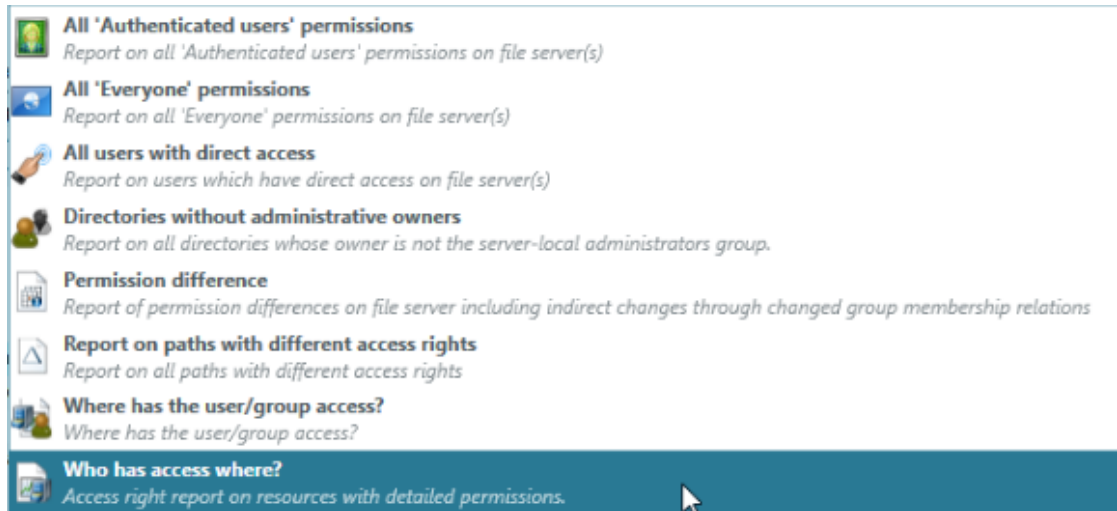 All 'Authenticated users' permissions
Report on all 'Authenticated users' permissions on file server(s)
All 'Everyone' permissions
Report on all 'Everyone' permissions on file server(s)
All users with direct access
Report on users which have direct access on file server(s)
Directories without administrative owners
Report on all directories whose owner is not the server-local administrators group.
Permission difference
Report of permission differences on file server including indirect changes through changed group membership relations
Report on paths with different access rights
Report on all paths with different access rights
Where has the user/group access?
Where has the user/group access?
Who has access where?
Access right report on resources with detailed permissions.